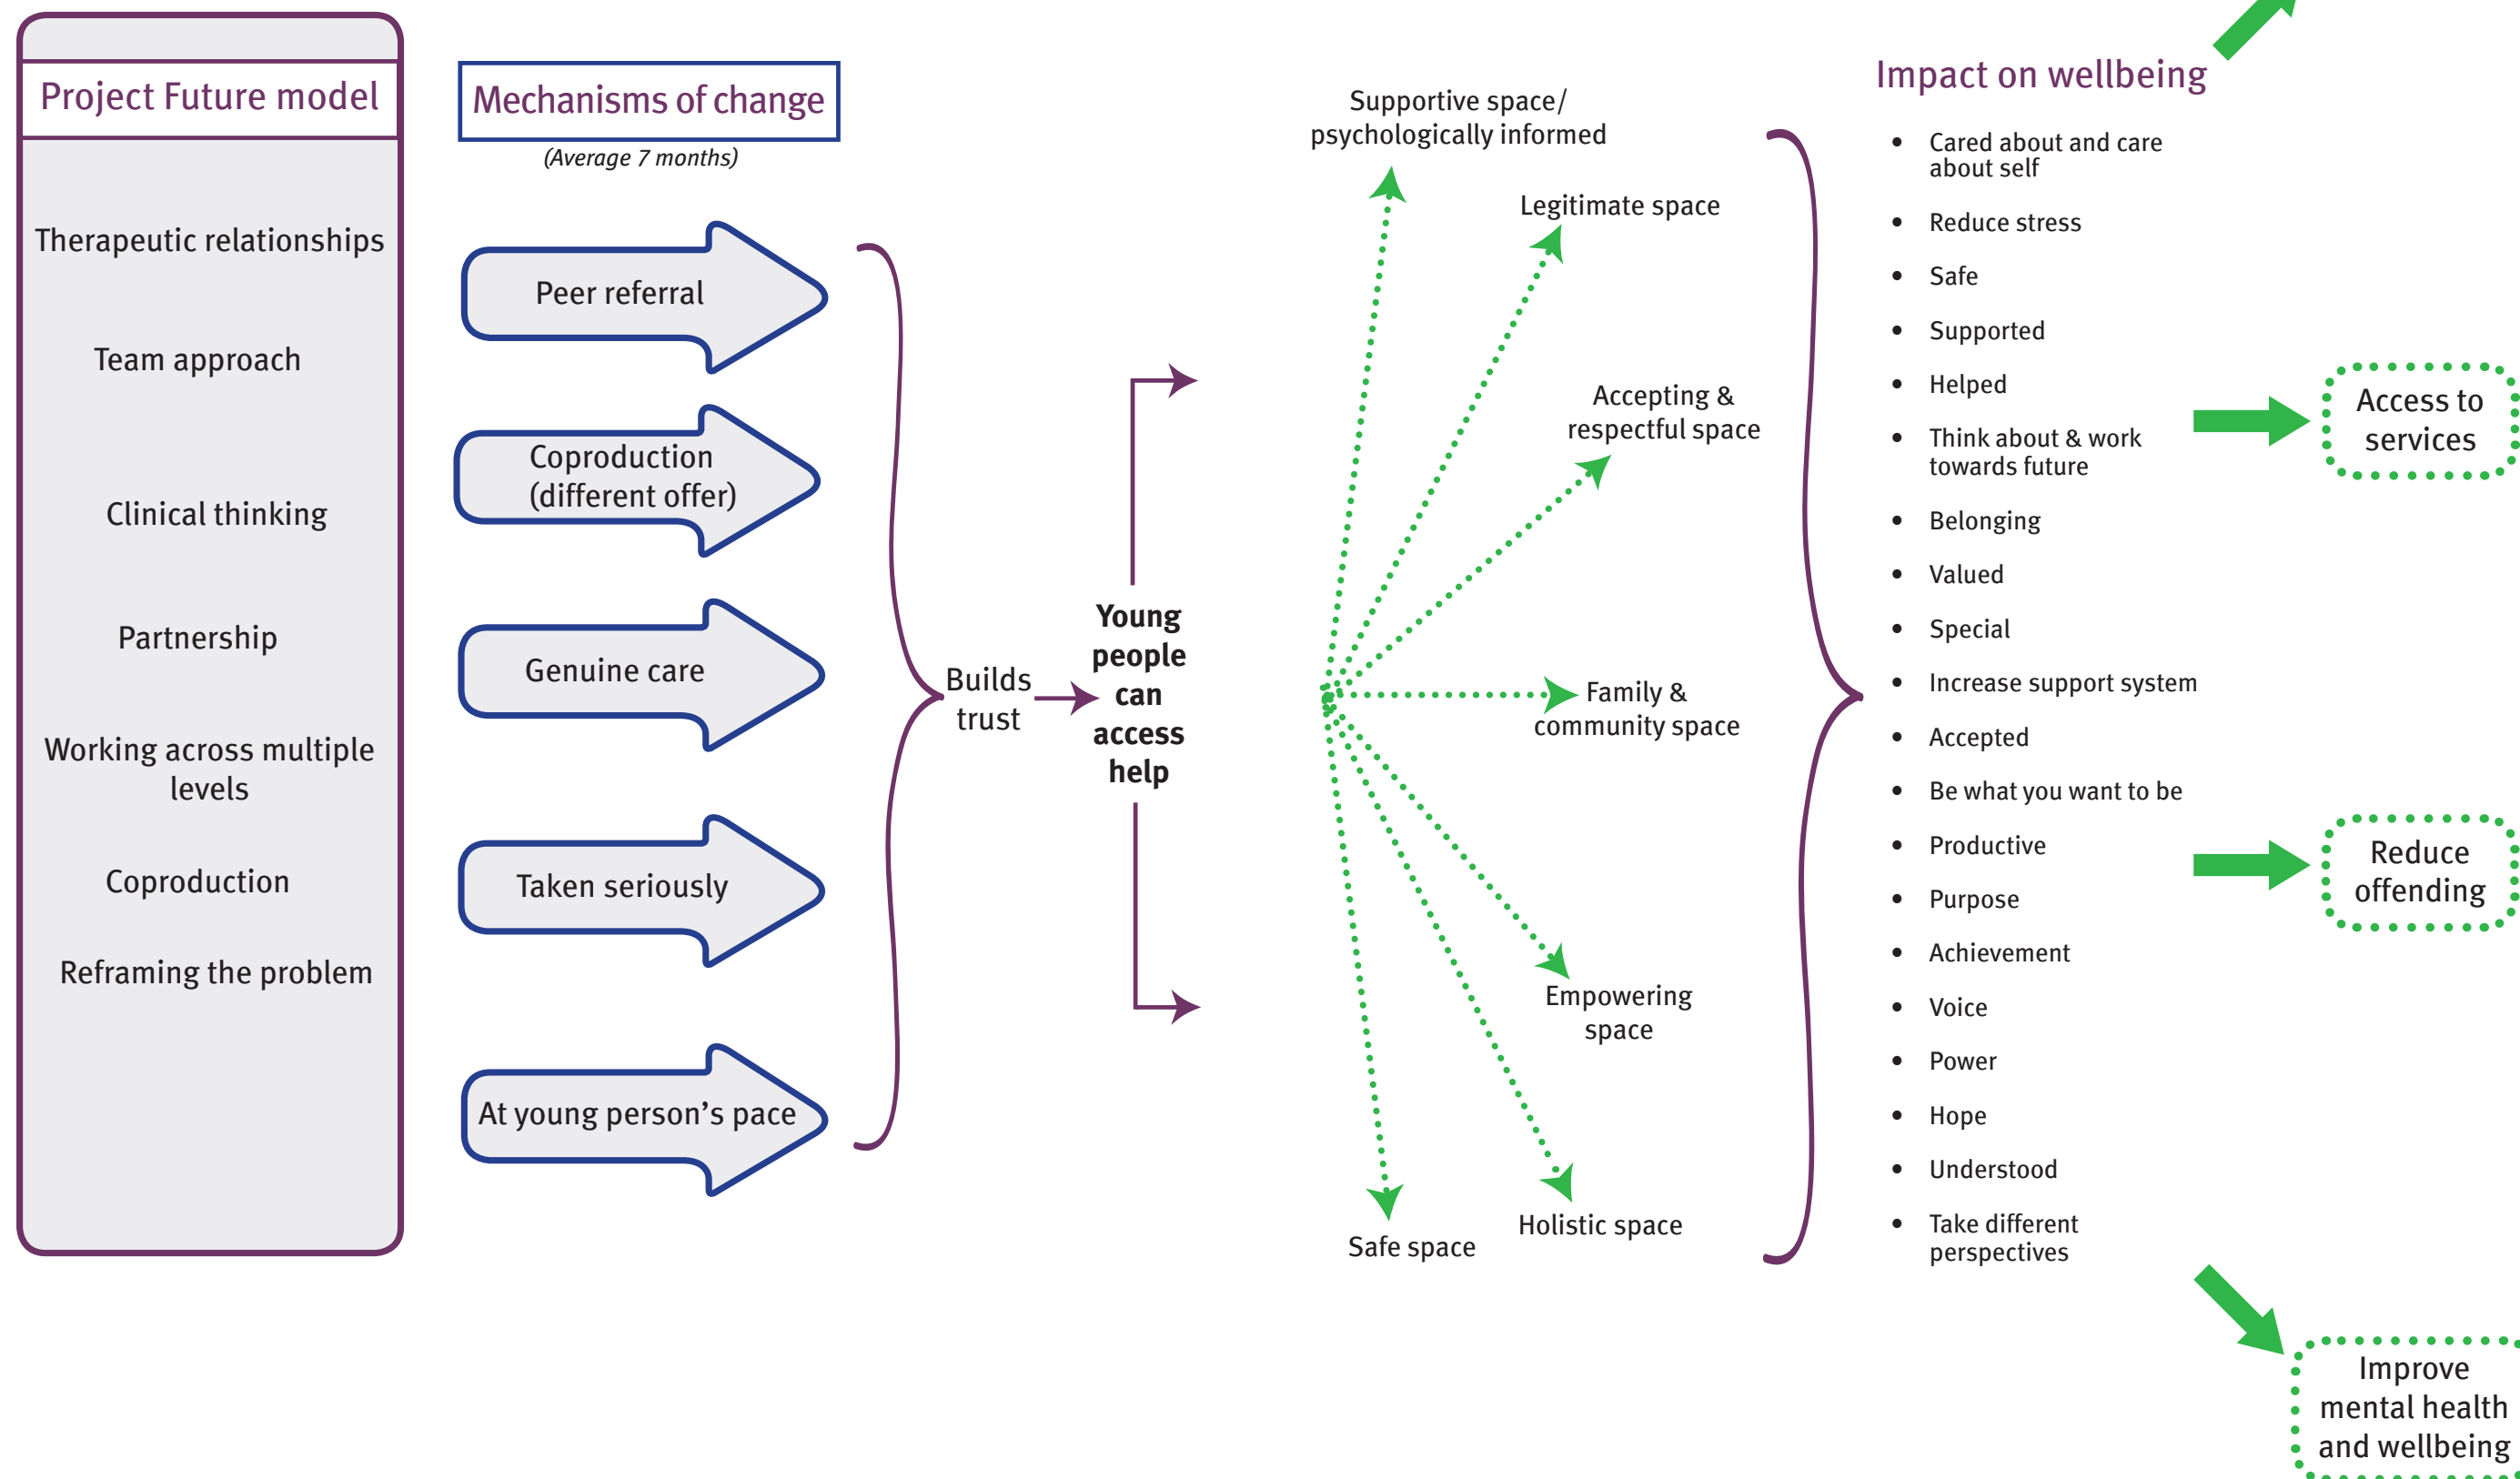 Project Future model
Therapeutic relationships
Team approach
Clinical thinking
Partnership
Working across multiple
levels
Coproduction
Reframing the problem
Mechanisms of change
(Average 7 months)
Peer referral
Coproduction
(different offer)
Genuine care
Taken seriously
At young person’s pace
Builds
trust
Young
people
can
access
help
Supportive space/
psychologically informed
Legitimate space
Accepting &
respectful space
Family &
community space
Empowering
space
Holistic space
Safe space
Impact on wellbeing
• Cared about and care
about self
• Reduce stress
• Safe
• Supported
• Helped
• Think about & work
towards future
• Belonging
• Valued
• Special
• Increase support system
• Accepted
• Be what you want to be
• Productive
• Purpose
• Achievement
• Voice
• Power
• Hope
• Understood
• Take different
perspectives
Access to
services
Reduce
offending
Improve
mental health
and wellbeing